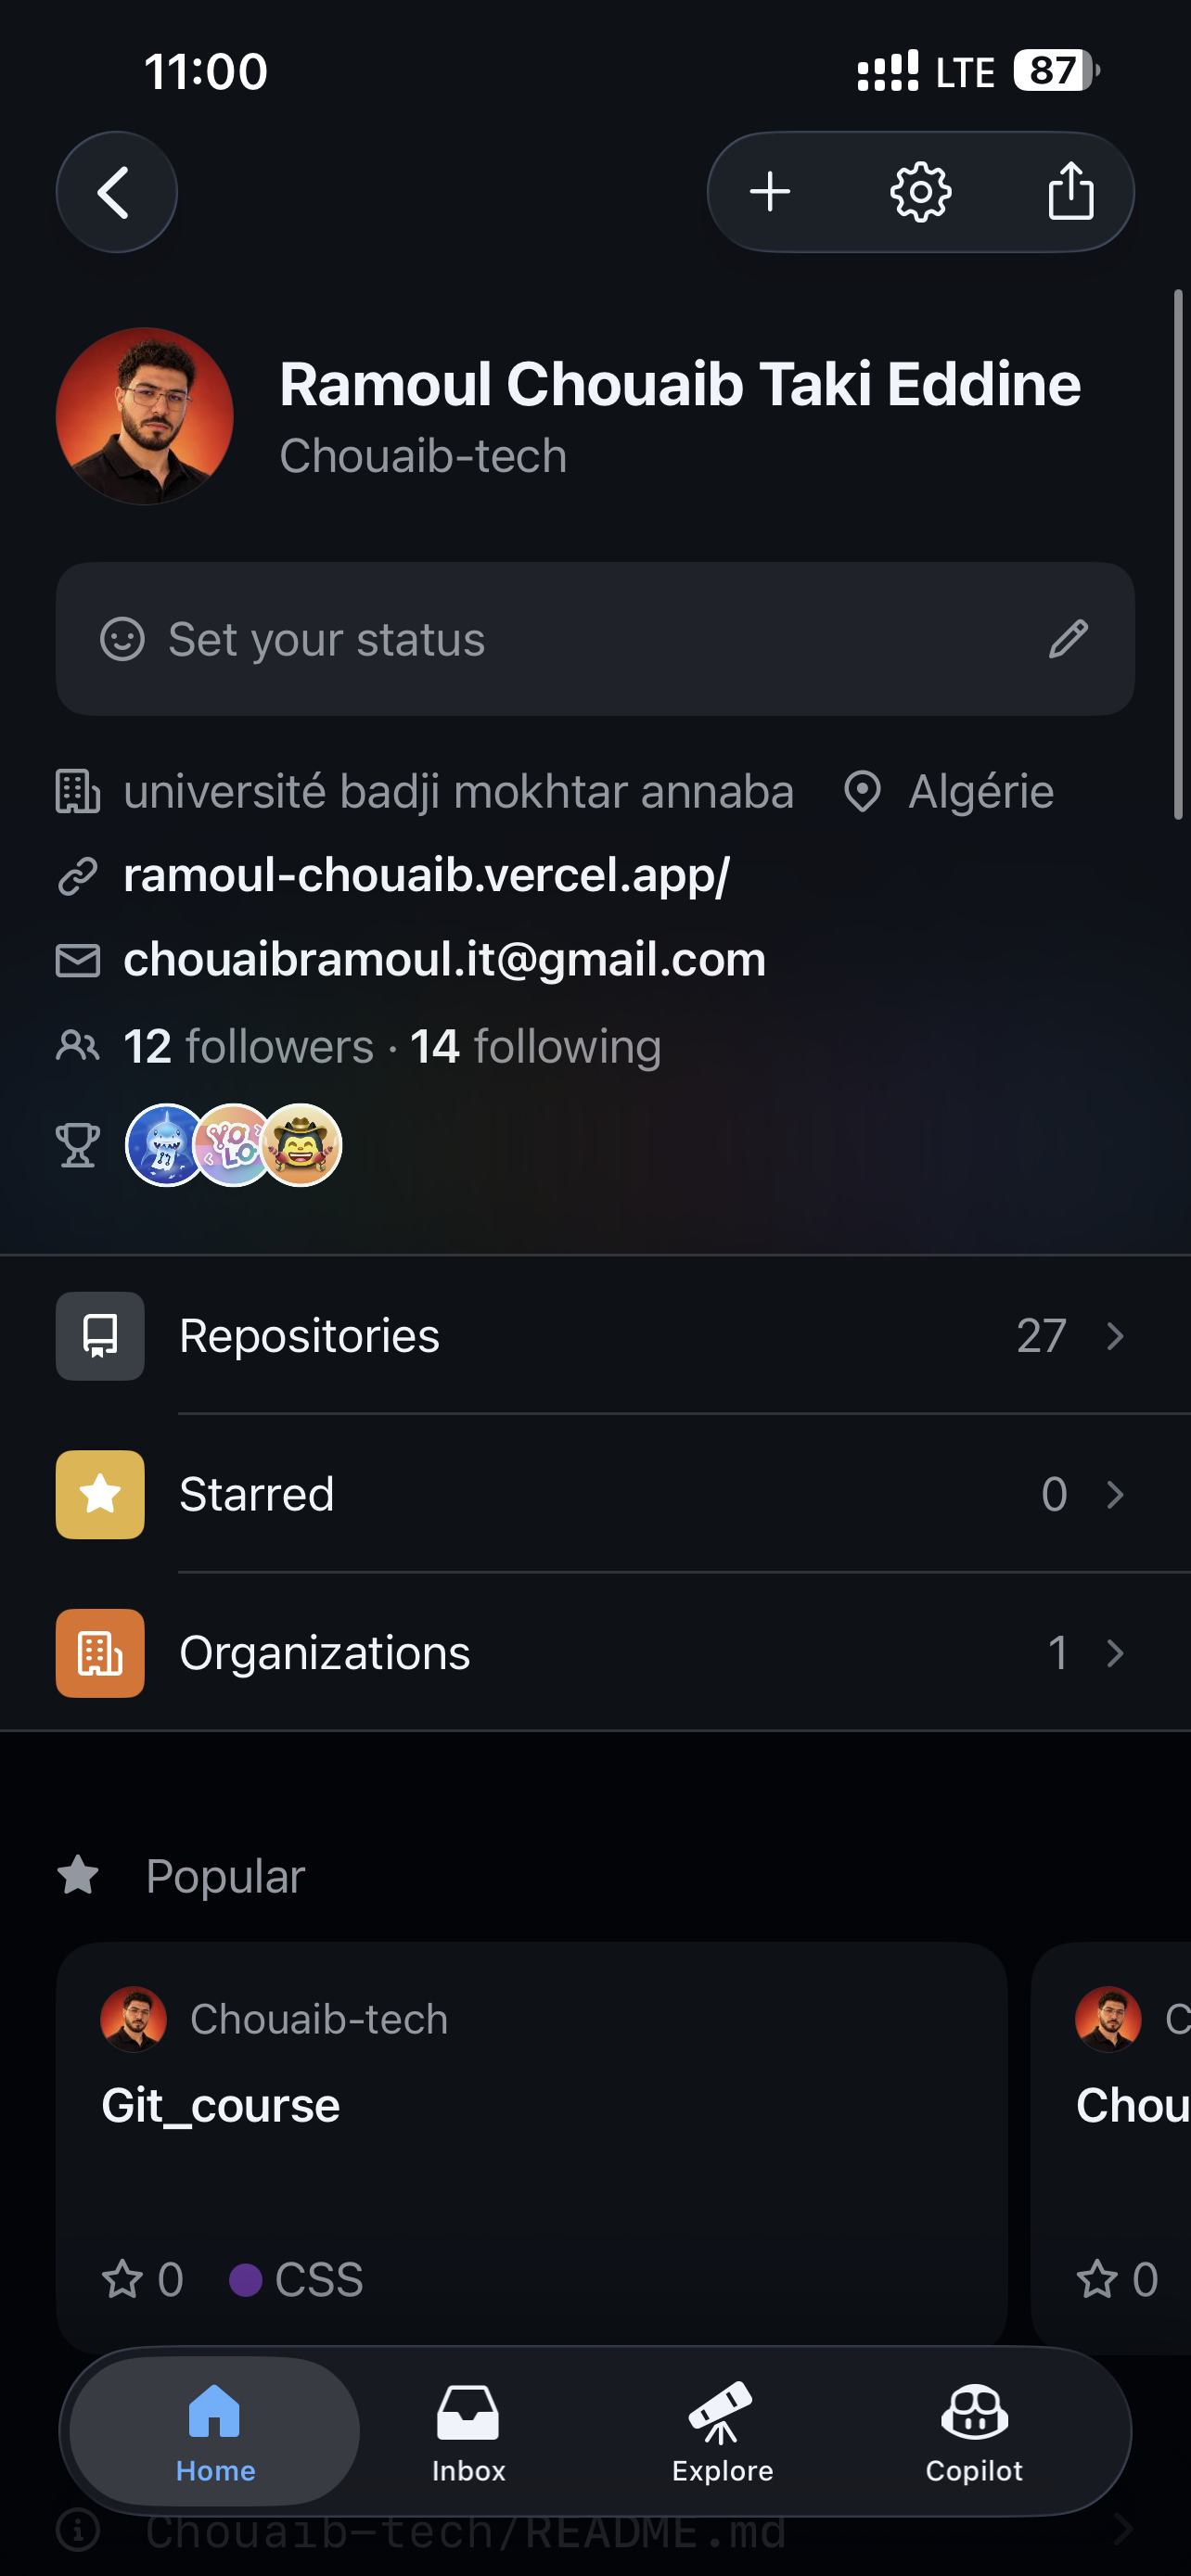 11:00 LTE 87
Ramoul Chouaib Taki Eddine
Chouaib-tech
Set your status
université badji mokhtar annaba Algérie
ramoul-chouaib.vercel.app/
chouaibramoul.it@gmail.com
12 followers · 14 following
YOLO
Repositories 27
Starred 0
Organizations 1
Popular
Chouaib-tech C
Git_course Chou
0 CSS 0
Home Inbox Explore Copilot
Chouaib-tech/README.md